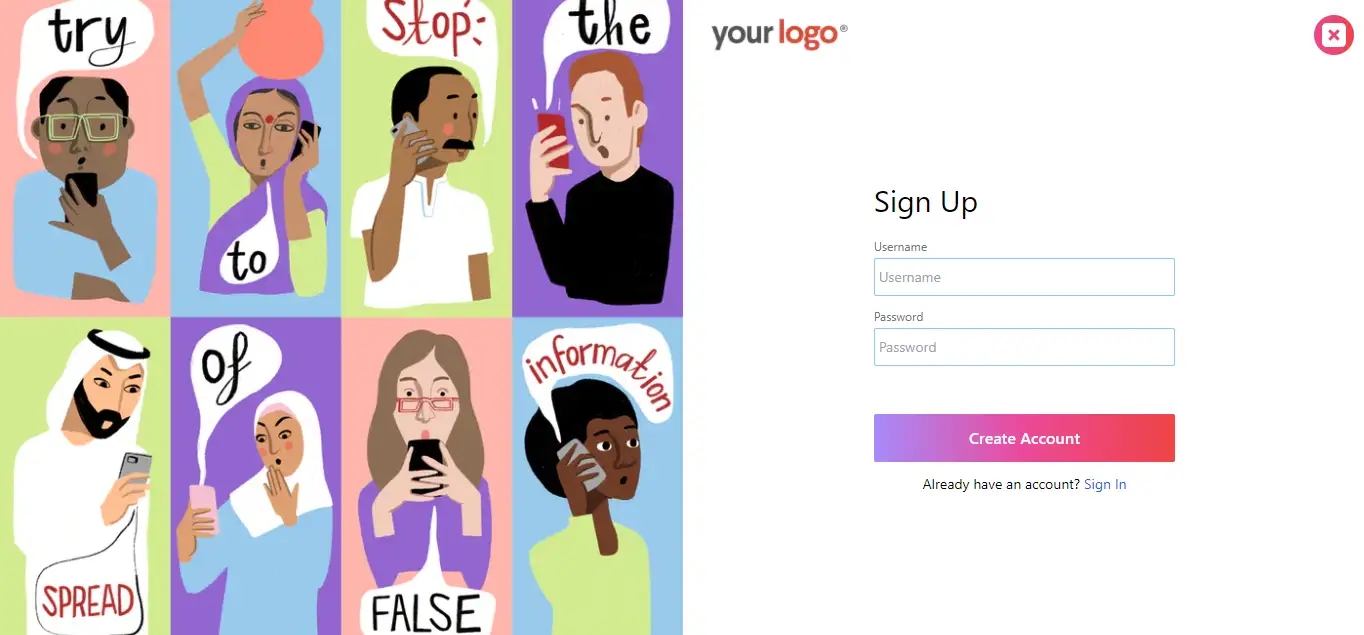 try
to
Stop
the
SPREAD
of
FALSE
information
your logo®
Sign Up
Username
Username
Password
Password
Create Account
Already have an account? Sign In